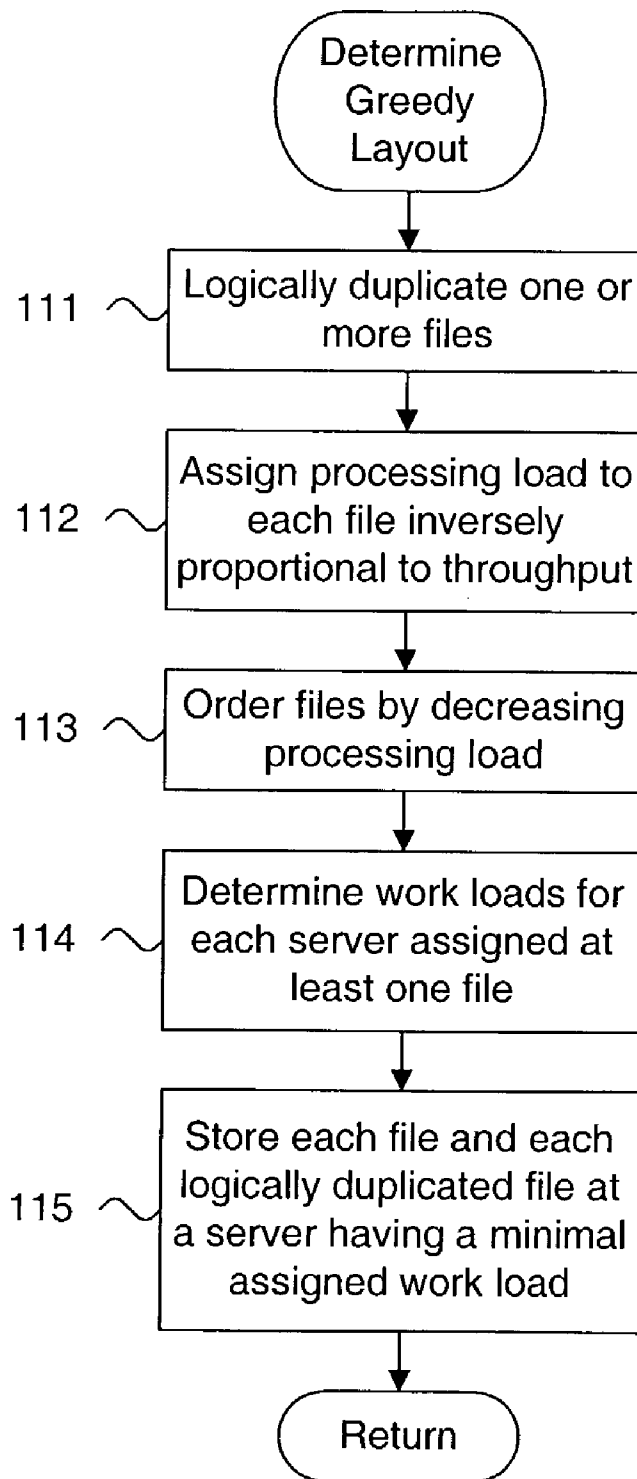 Determine
Greedy
Layout
111
Logically duplicate one or
more files
112
Assign processing load to
each file inversely
proportional to throughput
113
Order files by decreasing
processing load
114
Determine work loads for
each server assigned at
least one file
115
Store each file and each
logically duplicated file at
a server having a minimal
assigned work load
Return